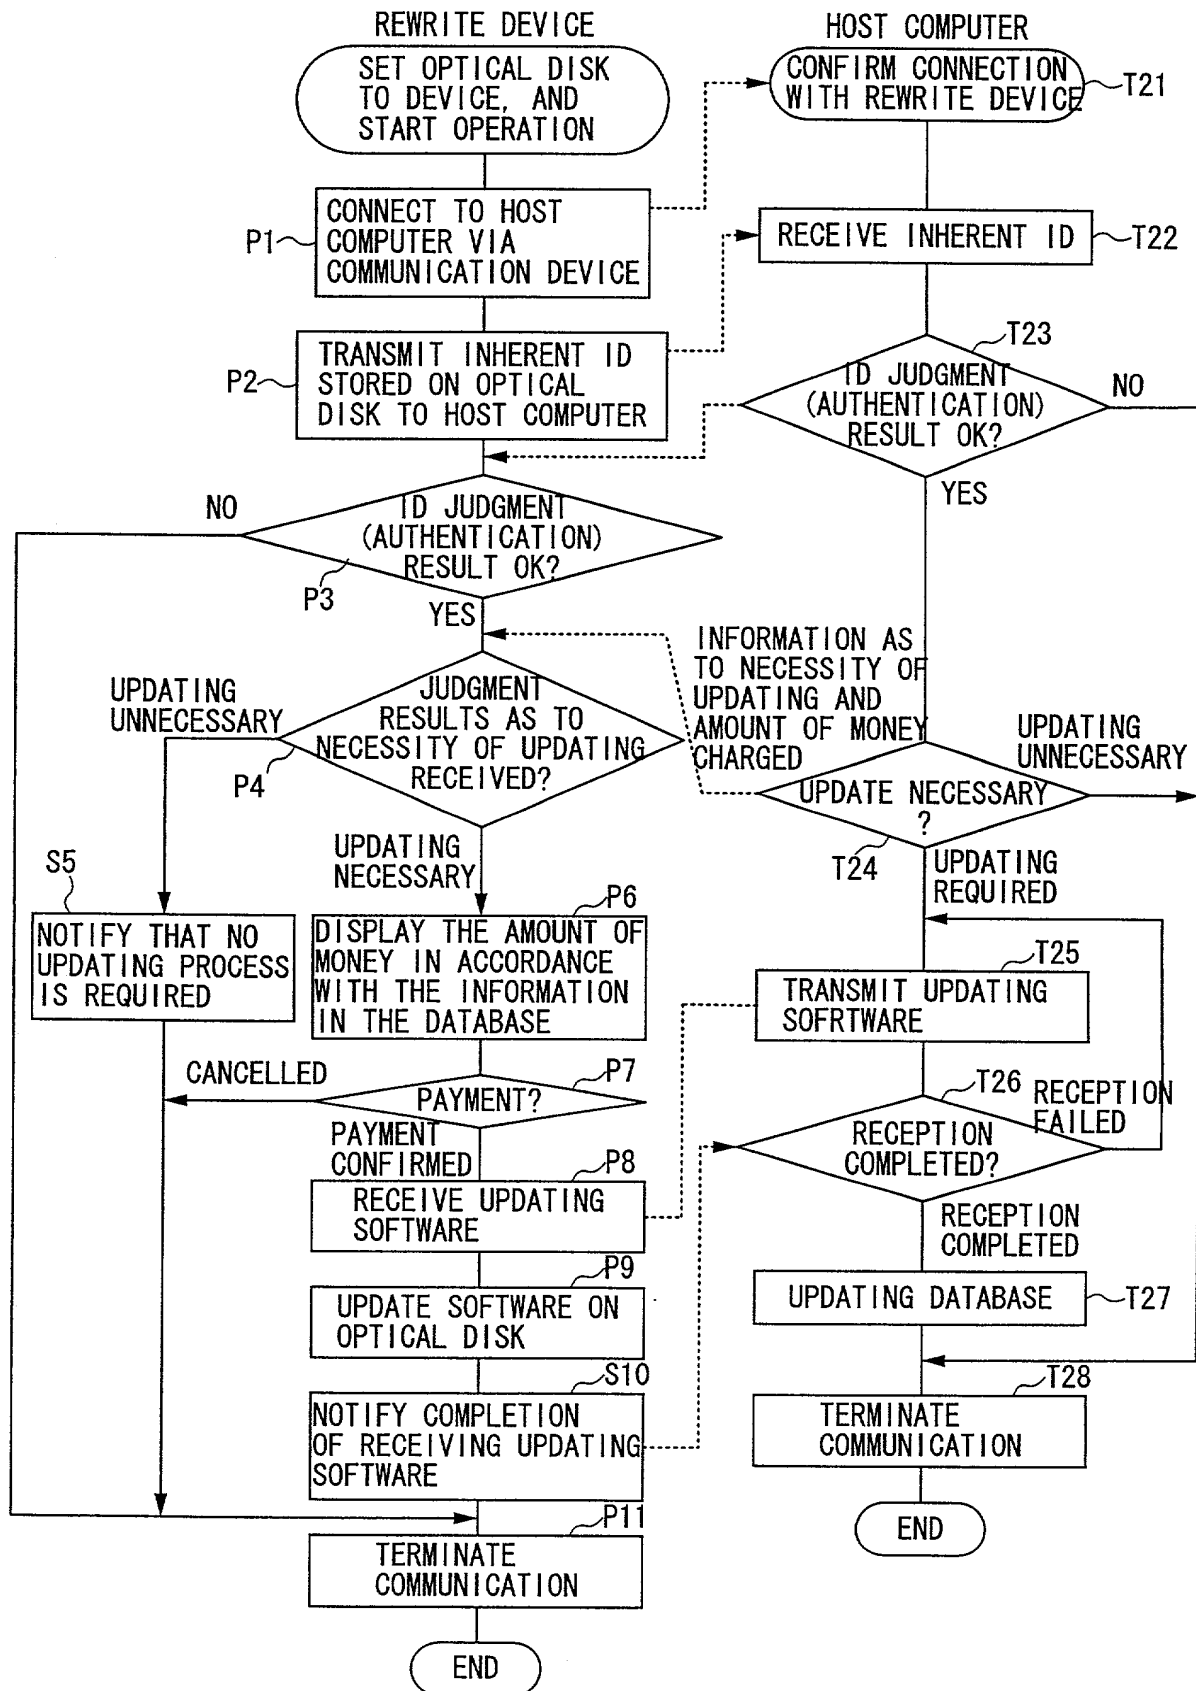 REWRITE DEVICE
SET OPTICAL DISK
TO DEVICE, AND
START OPERATION
P1
CONNECT TO HOST
COMPUTER VIA
COMMUNICATION DEVICE
P2
TRANSMIT INHERENT ID
STORED ON OPTICAL
DISK TO HOST COMPUTER
NO
ID JUDGMENT
(AUTHENTICATION)
RESULT OK?
P3
YES
UPDATING
UNNECESSARY
JUDGMENT
RESULTS AS TO
NECESSITY OF UPDATING
RECEIVED?
P4
UPDATING
NECESSARY
S5
NOTIFY THAT NO
UPDATING PROCESS
IS REQUIRED
P6
DISPLAY THE AMOUNT OF
MONEY IN ACCORDANCE
WITH THE INFORMATION
IN THE DATABASE
CANCELLED
P7
PAYMENT?
PAYMENT
CONFIRMED
P8
RECEIVE UPDATING
SOFTWARE
P9
UPDATE SOFTWARE ON
OPTICAL DISK
S10
NOTIFY COMPLETION
OF RECEIVING UPDATING
SOFTWARE
P11
TERMINATE
COMMUNICATION
END
HOST COMPUTER
CONFIRM CONNECTION
WITH REWRITE DEVICE
T21
RECEIVE INHERENT ID
T22
T23
ID JUDGMENT
(AUTHENTICATION)
RESULT OK?
NO
YES
INFORMATION AS
TO NECESSITY OF
UPDATING AND
AMOUNT OF MONEY
CHARGED
UPDATING
UNNECESSARY
UPDATE NECESSARY
?
T24
UPDATING
REQUIRED
T25
TRANSMIT UPDATING
SOFRTWARE
T26
RECEPTION
FAILED
RECEPTION
COMPLETED?
RECEPTION
COMPLETED
UPDATING DATABASE
T27
T28
TERMINATE
COMMUNICATION
END